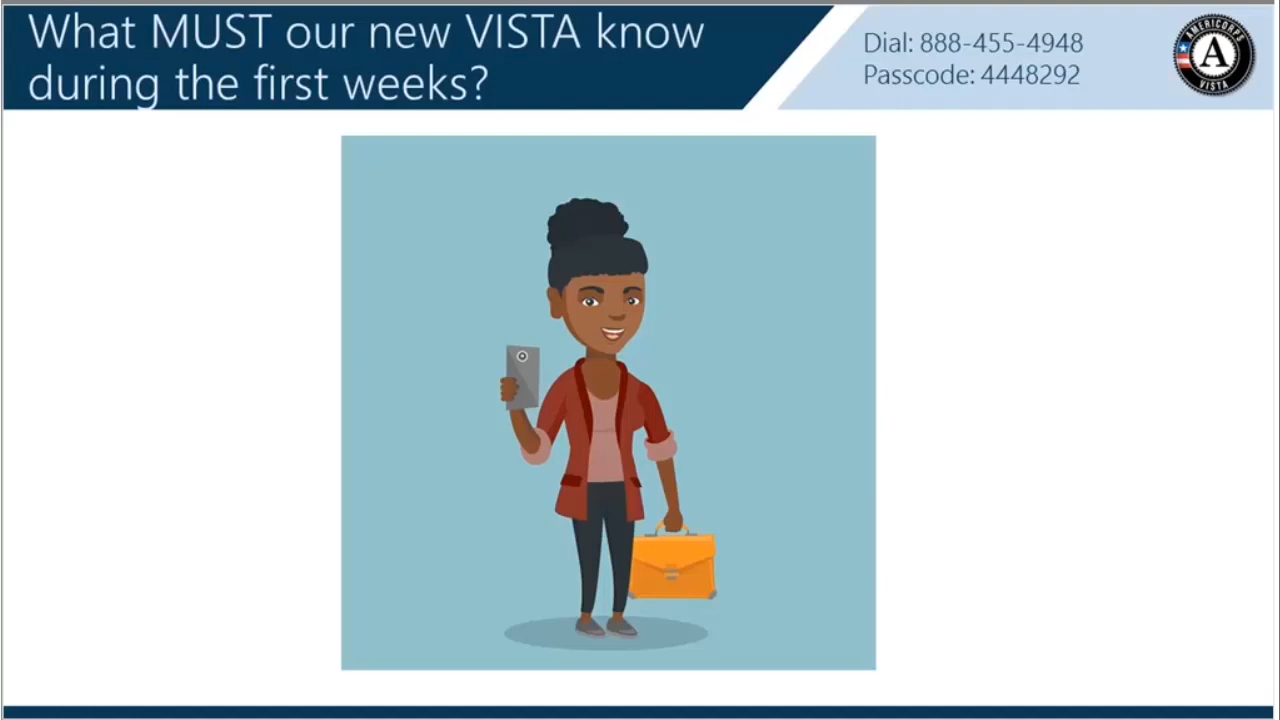 What MUST our new VISTA know
during the first weeks?
Dial: 888-455-4948
Passcode: 4448292
AMERICORPS
A
VISTA